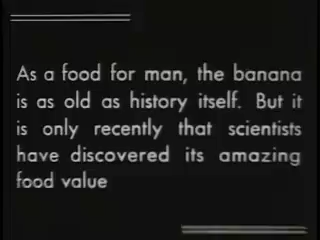 As a food for man, the banana
is as old as history itself. But it
is only recently that scientists
have discovered its amazing
food value